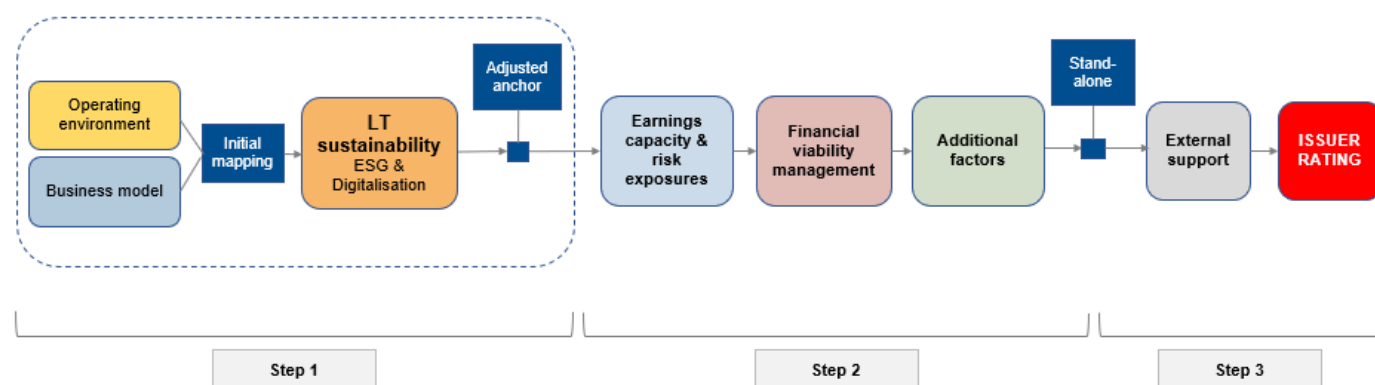 Operating
environment
Business model
Initial
mapping
LT
sustainability
ESG &
Digitalisation
Adjusted
anchor
Earnings
capacity &
risk
exposures
Financial
viability
management
Additional
factors
Stand-
alone
External
support
ISSUER
RATING
Step 1
Step 2
Step 3